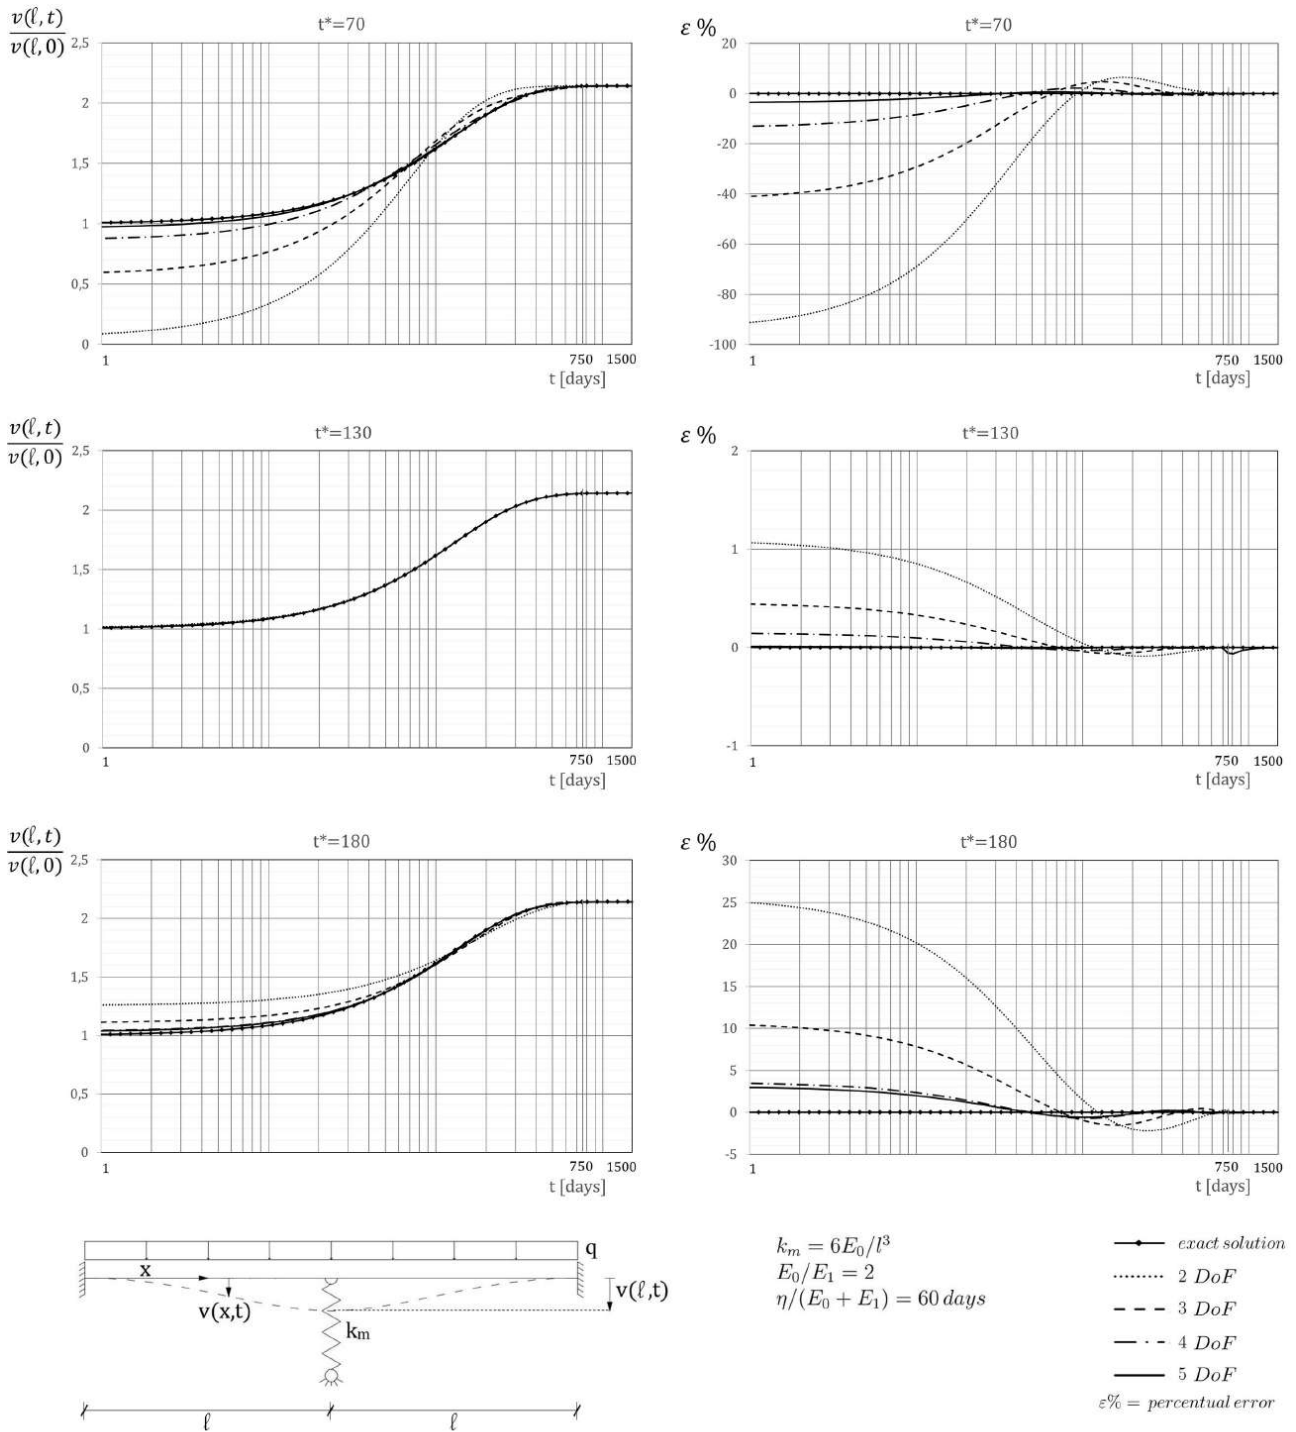 v(ℓ,t)
v(ℓ,0)
t*=70
2,5
2
1,5
1
0,5
0
1
750
1500
t [days]
ε %
t*=70
20
0
-20
-40
-60
-80
-100
1
750
1500
t [days]
v(ℓ,t)
v(ℓ,0)
t*=130
2,5
2
1,5
1
0,5
0
1
750
1500
t [days]
ε %
t*=130
2
1
0
-1
1
750
1500
t [days]
v(ℓ,t)
v(ℓ,0)
t*=180
2,5
2
1,5
1
0,5
0
1
750
1500
t [days]
ε %
t*=180
30
25
20
15
10
5
0
-5
1
750
1500
t [days]
q
x
v(x,t)
v(ℓ,t)
km
ℓ
ℓ
k_m = 6E_0/l^3
E_0/E_1 = 2
η/(E_0 + E_1) = 60 days
exact solution
2 DoF
3 DoF
4 DoF
5 DoF
ε% = percentual error